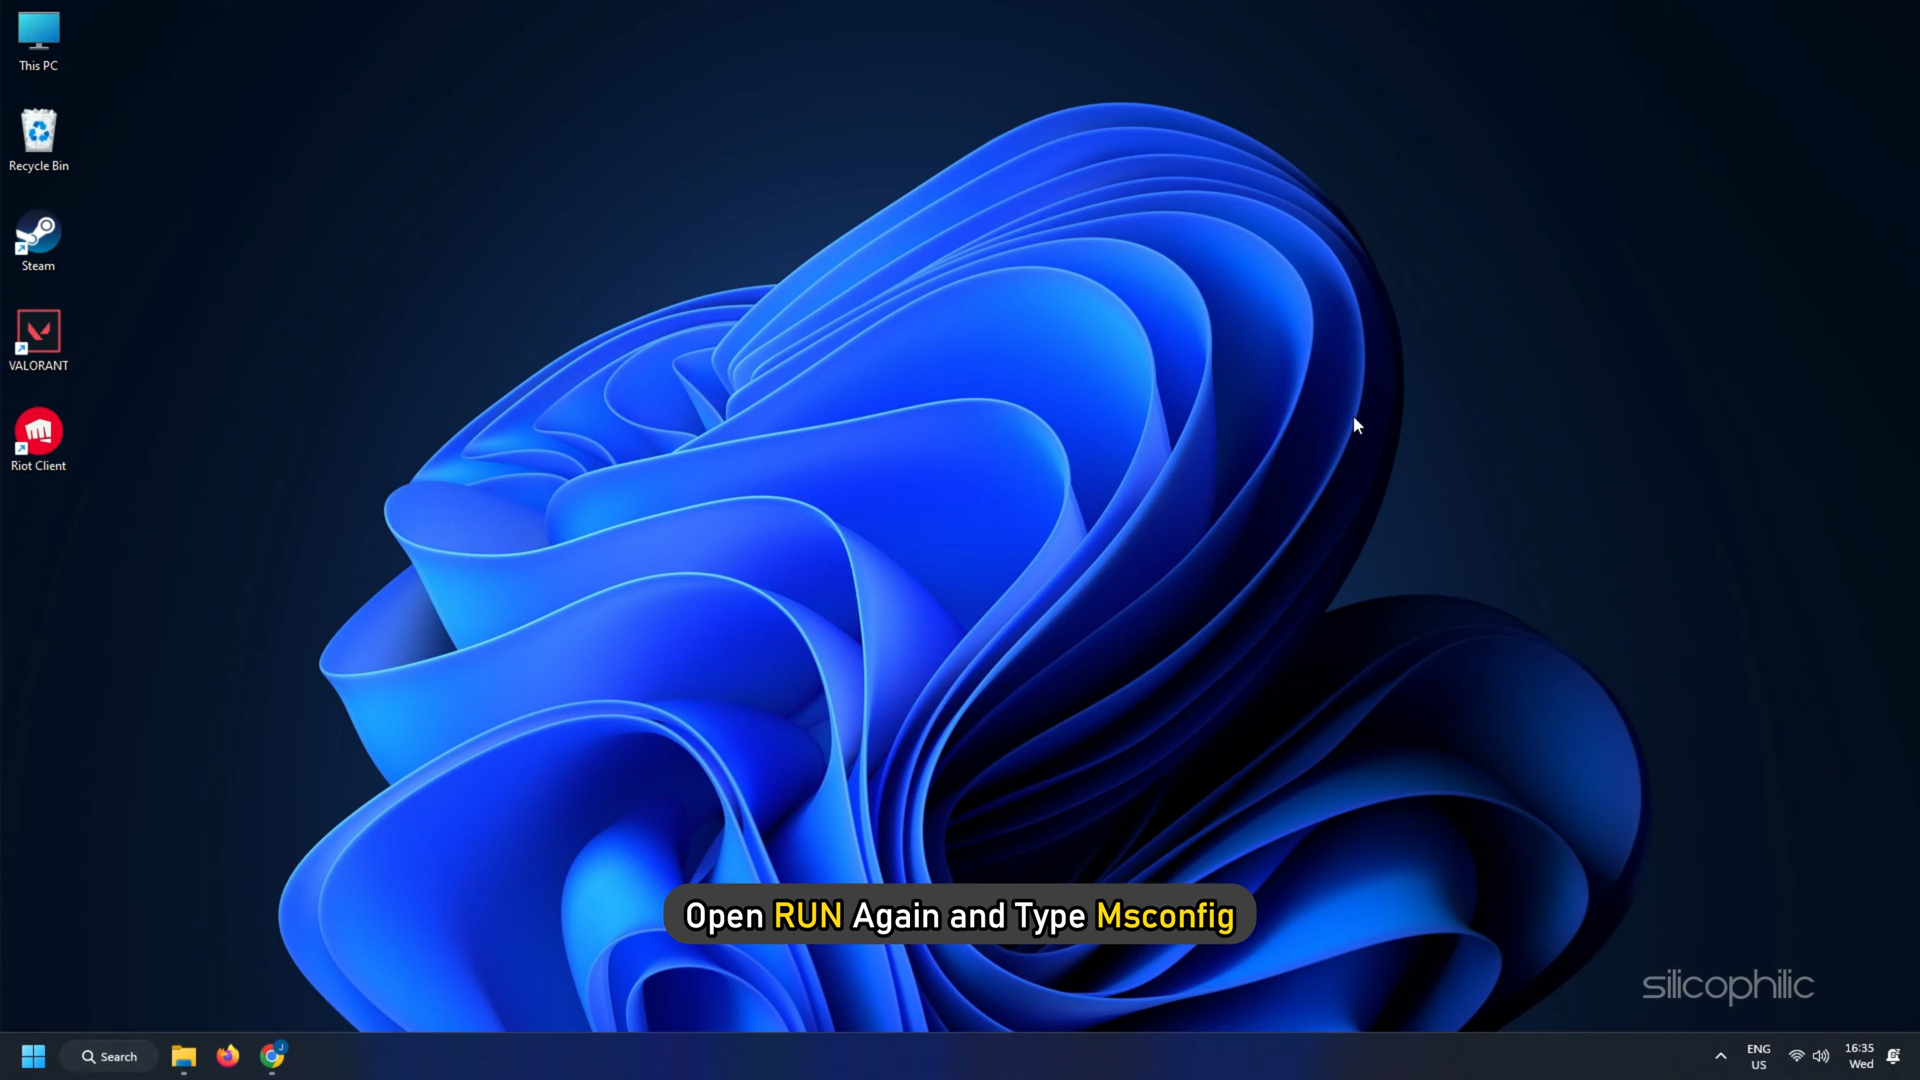 This PC
Recycle Bin
Steam
VALORANT
Riot Client
Open RUN Again and Type Msconfig
silicophilic
Search
J
ENG
US
16:35
Wed